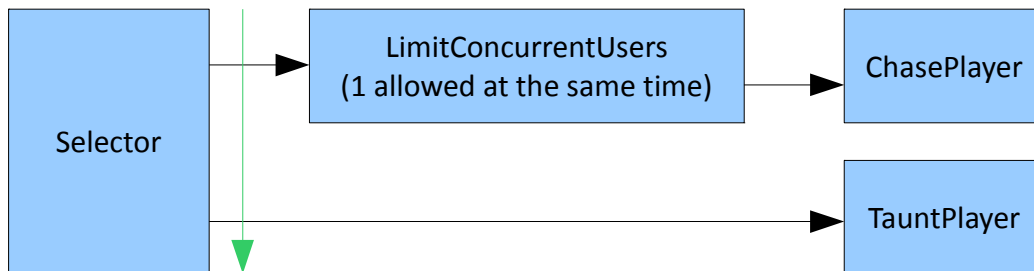 Selector
LimitConcurrentUsers
(1 allowed at the same time)
ChasePlayer
TauntPlayer